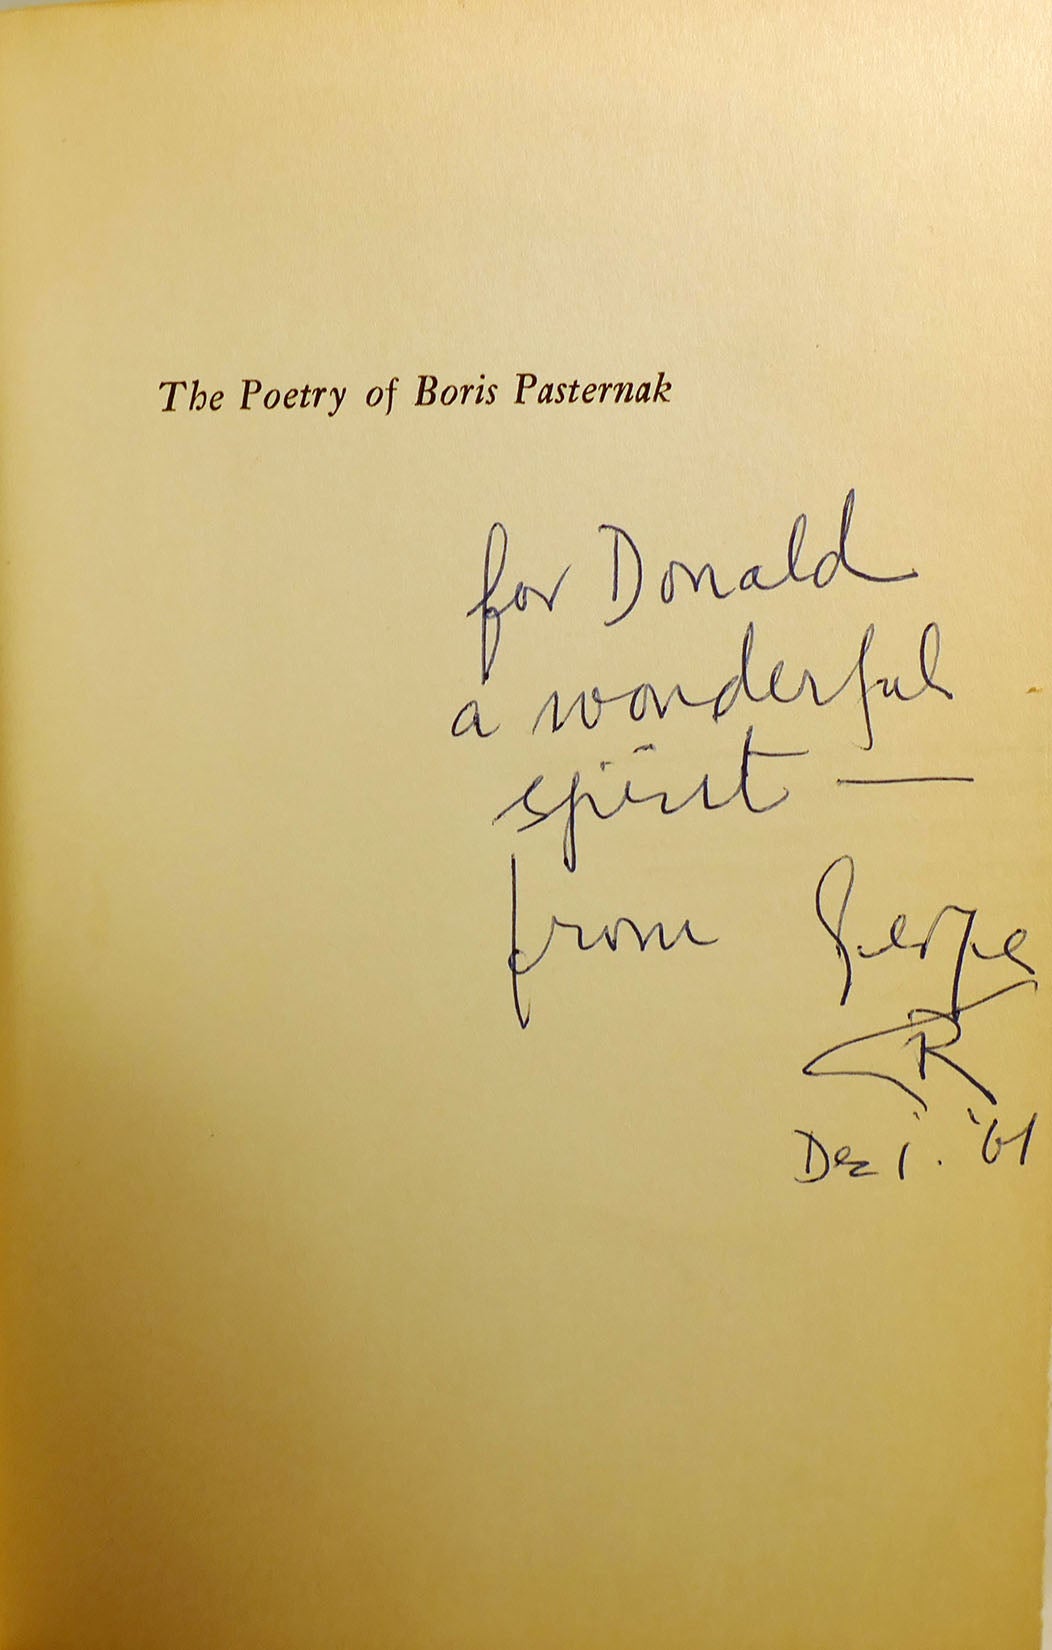 The Poetry of Boris Pasternak
for Donald
a wonderful
spirit —
from George
R
Dec 1. '61